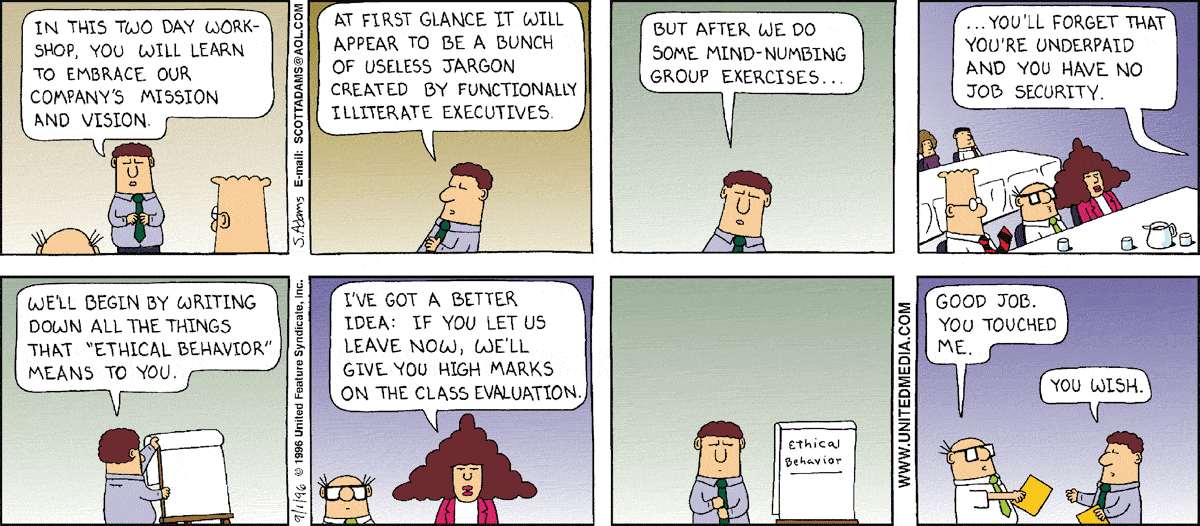 IN THIS TWO DAY WORK-
SHOP, YOU WILL LEARN
TO EMBRACE OUR
COMPANY'S MISSION
AND VISION.
S.Adams E-mail: SCOTTADAMS@AOL.COM
AT FIRST GLANCE IT WILL
APPEAR TO BE A BUNCH
OF USELESS JARGON
CREATED BY FUNCTIONALLY
ILLITERATE EXECUTIVES.
BUT AFTER WE DO
SOME MIND-NUMBING
GROUP EXERCISES...
...YOU'LL FORGET THAT
YOU'RE UNDERPAID
AND YOU HAVE NO
JOB SECURITY.
WE'LL BEGIN BY WRITING
DOWN ALL THE THINGS
THAT "ETHICAL BEHAVIOR"
MEANS TO YOU.
9/1/96 © 1996 United Feature Syndicate, Inc.
I'VE GOT A BETTER
IDEA: IF YOU LET US
LEAVE NOW, WE'LL
GIVE YOU HIGH MARKS
ON THE CLASS EVALUATION.
Ethical
Behavior
WWW.UNITEDMEDIA.COM
GOOD JOB.
YOU TOUCHED
ME.
YOU WISH.